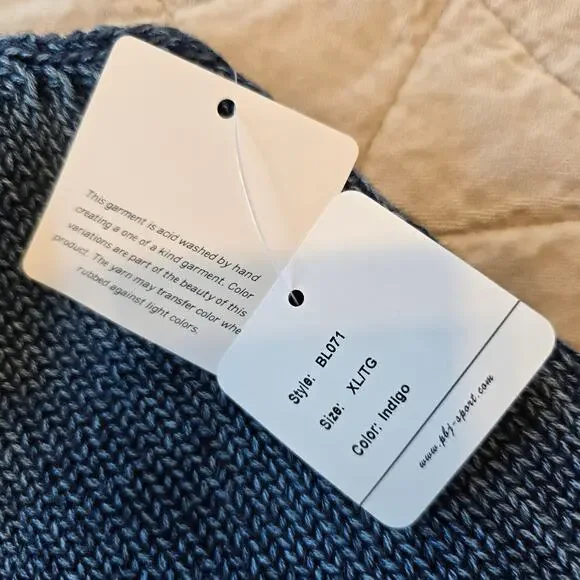 This garment is acid washed by hand
creating a one of a kind garment. Color
variations are part of the beauty of this
product. The yarn may transfer color whe
rubbed against light colors.
Style: BL071
Size: XL/TG
Color: Indigo
www.pbj-sport.com